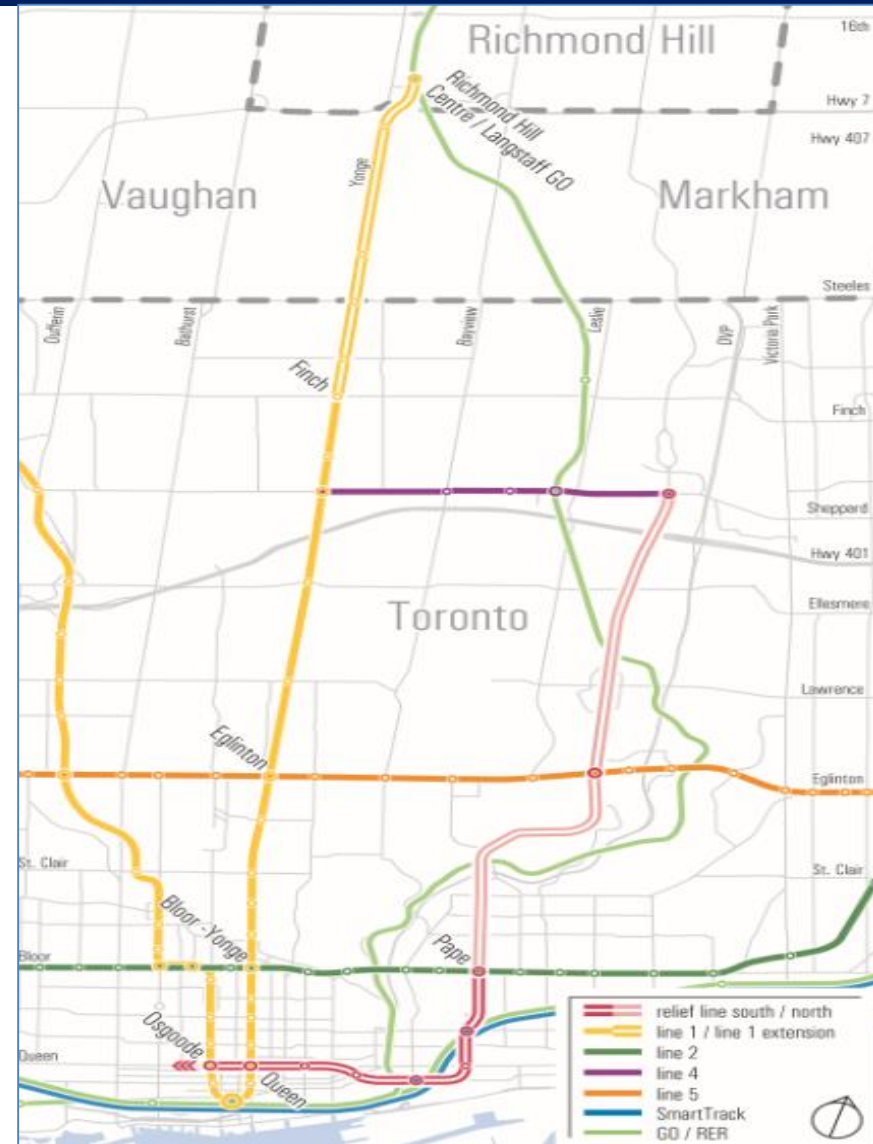 Richmond Hill
16th
Richmond Hill
Centre / Langstaff GO
Hwy 7
Hwy 407
Yonge
Vaughan
Markham
Steeles
Dufferin
Bathurst
Bayview
Leslie
DVP
Victoria Park
Finch
Finch
Sheppard
Hwy 401
Ellesmere
Toronto
Lawrence
Eglinton
Eglinton
St. Clair
St. Clair
Bloor-Yonge
Pape
Bloor
Osgoode
Queen
Queen
relief line south / north
line 1 / line 1 extension
line 2
line 4
line 5
SmartTrack
GO / RER